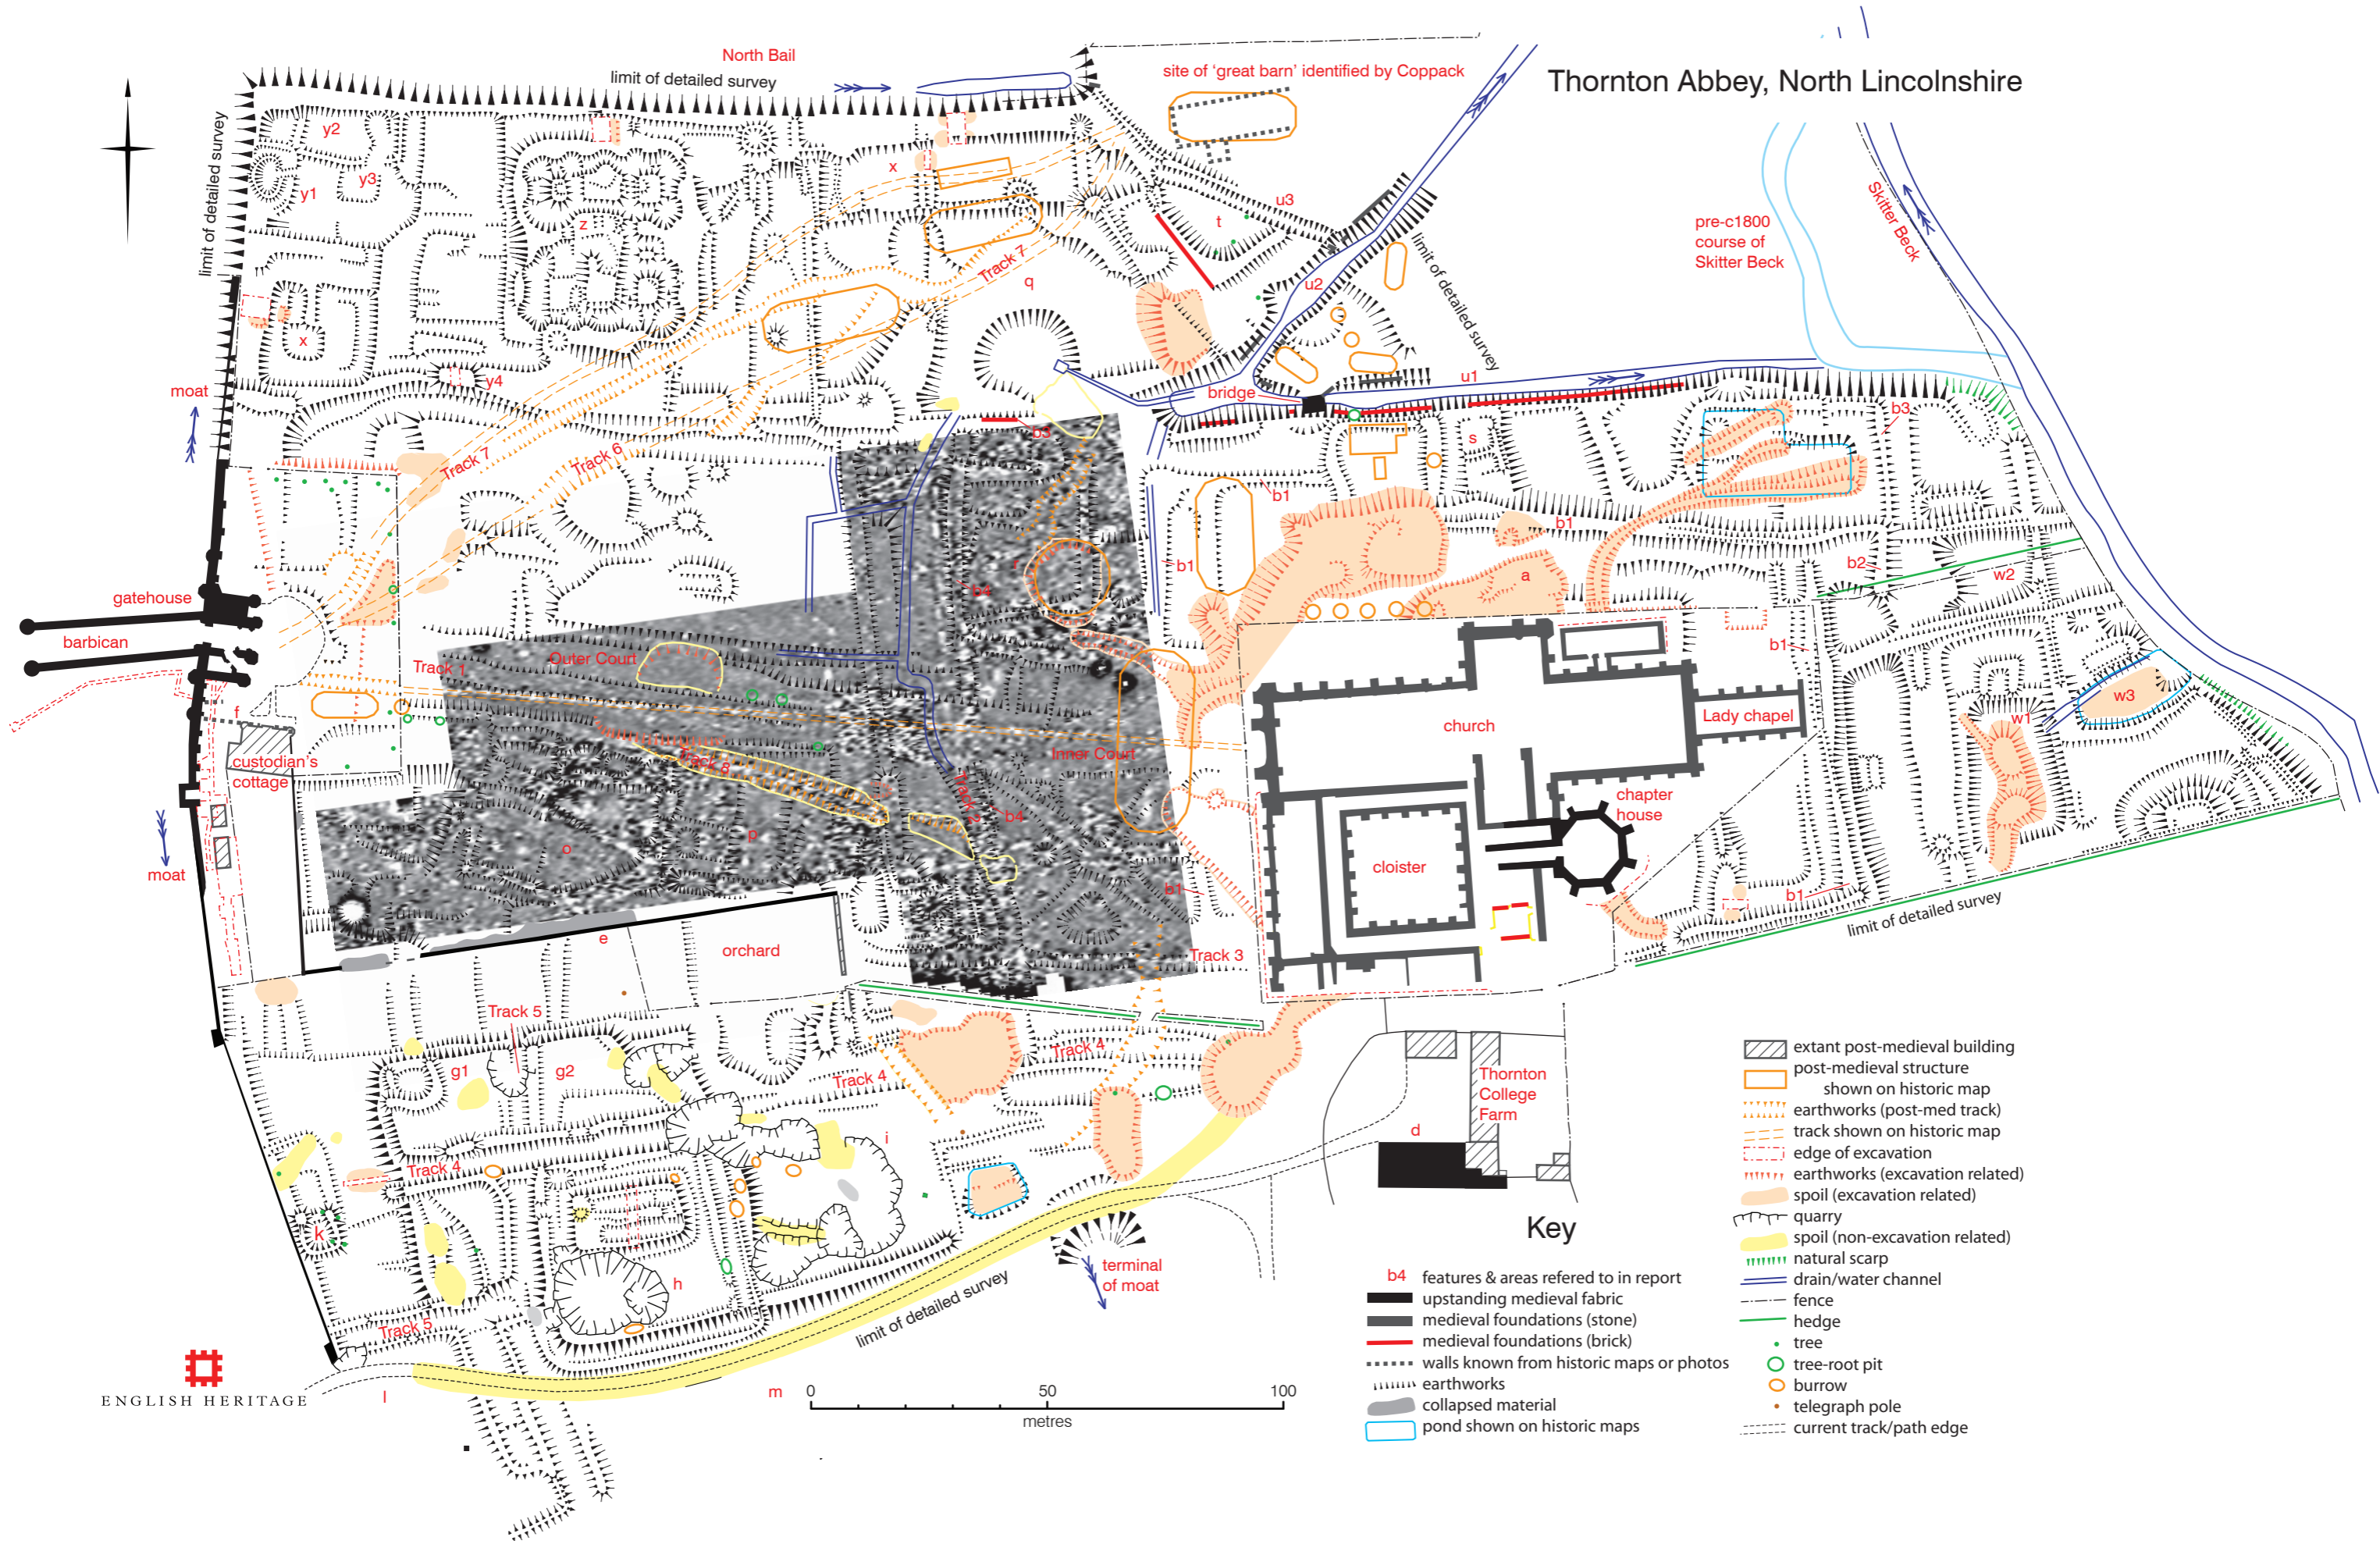 North Bail
limit of detailed survey
site of ‘great barn’ identified by Coppack
Thornton Abbey, North Lincolnshire
limit of detailed survey
y2
y1
y3
x
z
x
t
u3
u2
q
Track 7
limit of detailed survey
pre-c1800
course of
Skitter Beck
Skitter Beck
x
y4
moat
bridge
u1
b3
b3
s
Track 7
Track 6
b1
b1
b1
a
b2
w2
b4
r
gatehouse
barbican
Outer Court
Track 1
b1
w3
w1
f
church
Lady chapel
Inner Court
custodian’s
cottage
Track 8
Track
b4
chapter
house
moat
o
p
cloister
b1
b1
limit of detailed survey
e
orchard
Track 3
Track 5
g1
g2
Track 4
Track 4
Thornton
College
Farm
d
i
Track 4
k
h
terminal
of moat
limit of detailed survey
Track 5
l
m
0 50 100
metres
ENGLISH HERITAGE
Key
b4 features & areas refered to in report
upstanding medieval fabric
medieval foundations (stone)
medieval foundations (brick)
walls known from historic maps or photos
earthworks
collapsed material
pond shown on historic maps
extant post-medieval building
post-medieval structure
shown on historic map
earthworks (post-med track)
track shown on historic map
edge of excavation
earthworks (excavation related)
spoil (excavation related)
quarry
spoil (non-excavation related)
natural scarp
drain/water channel
fence
hedge
tree
tree-root pit
burrow
telegraph pole
current track/path edge